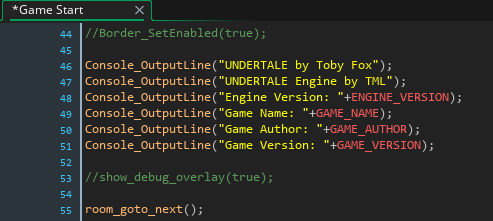 *Game Start
44 //Border_SetEnabled(true);
45
46 Console_OutputLine("UNDERTALE by Toby Fox");
47 Console_OutputLine("UNDERTALE Engine by TML");
48 Console_OutputLine("Engine Version: "+ENGINE_VERSION);
49 Console_OutputLine("Game Name: "+GAME_NAME);
50 Console_OutputLine("Game Author: "+GAME_AUTHOR);
51 Console_OutputLine("Game Version: "+GAME_VERSION);
52
53 //show_debug_overlay(true);
54
55 room_goto_next();